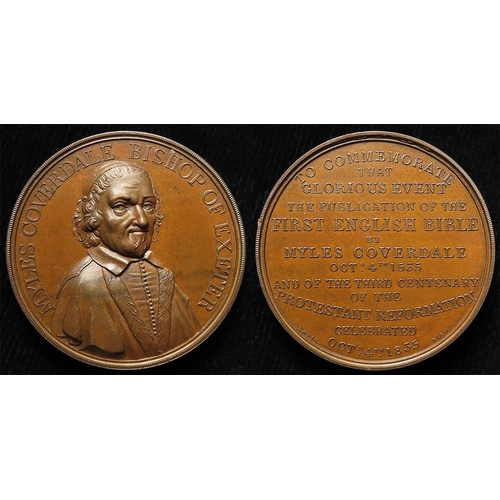 MYLES COVERDALE BISHOP OF EXETER
TO COMMEMORATE
THAT
GLORIOUS EVENT
THE PUBLICATION OF THE
FIRST ENGLISH BIBLE
BY
MYLES COVERDALE
OCT. 4TH 1535
AND OF THE THIRD CENTENARY
OF THE
PROTESTANT REFORMATION
CELEBRATED
OCT. 4TH 1835